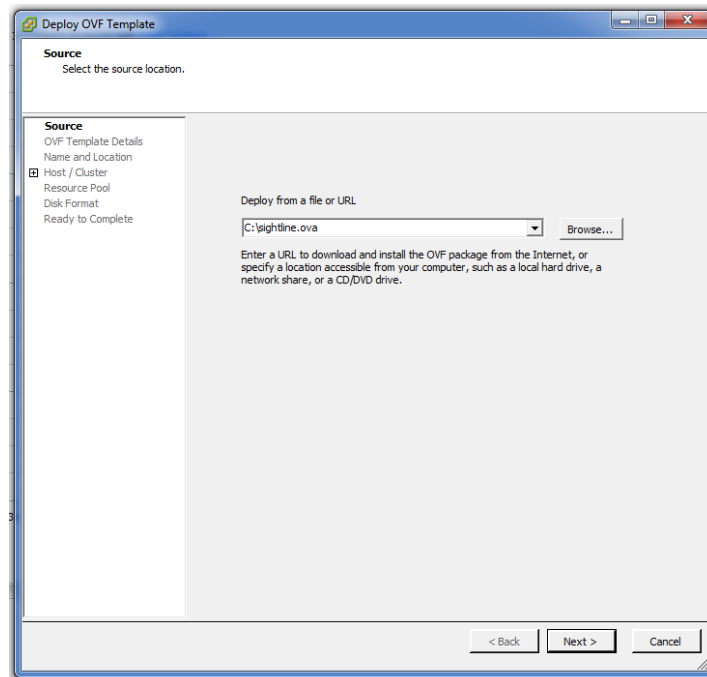 Deploy OVF Template
Source
Select the source location.
Source
OVF Template Details
Name and Location
Host / Cluster
Resource Pool
Disk Format
Ready to Complete
Deploy from a file or URL
C:\sightline.ova
Browse...
Enter a URL to download and install the OVF package from the Internet, or
specify a location accessible from your computer, such as a local hard drive, a
network share, or a CD/DVD drive.
3
< Back
Next >
Cancel